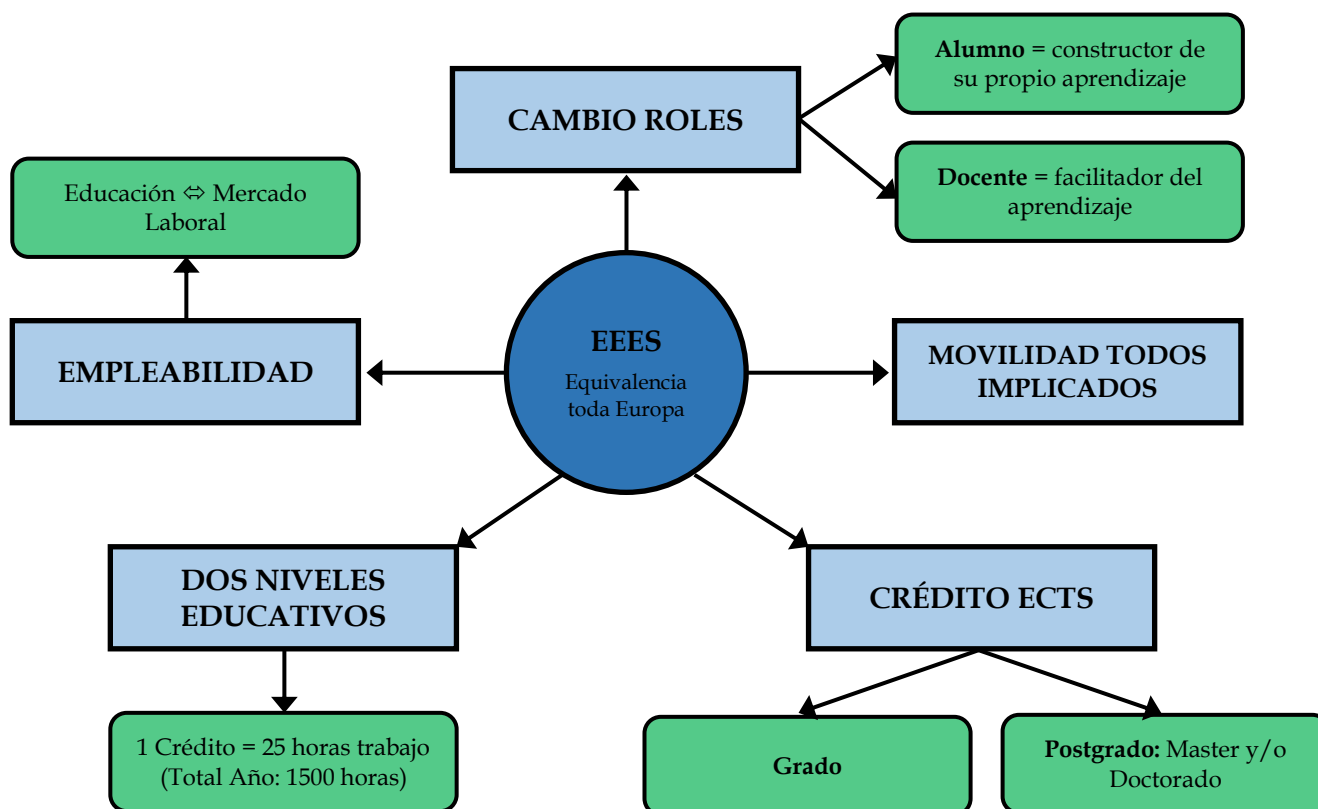 Alumno = constructor de
su propio aprendizaje
CAMBIO ROLES
Docente = facilitador del
aprendizaje
Educación ⇔ Mercado
Laboral
EMPLEABILIDAD
EEES
Equivalencia
toda Europa
MOVILIDAD TODOS
IMPLICADOS
DOS NIVELES
EDUCATIVOS
CRÉDITO ECTS
1 Crédito = 25 horas trabajo
(Total Año: 1500 horas)
Grado
Postgrado: Master y/o
Doctorado